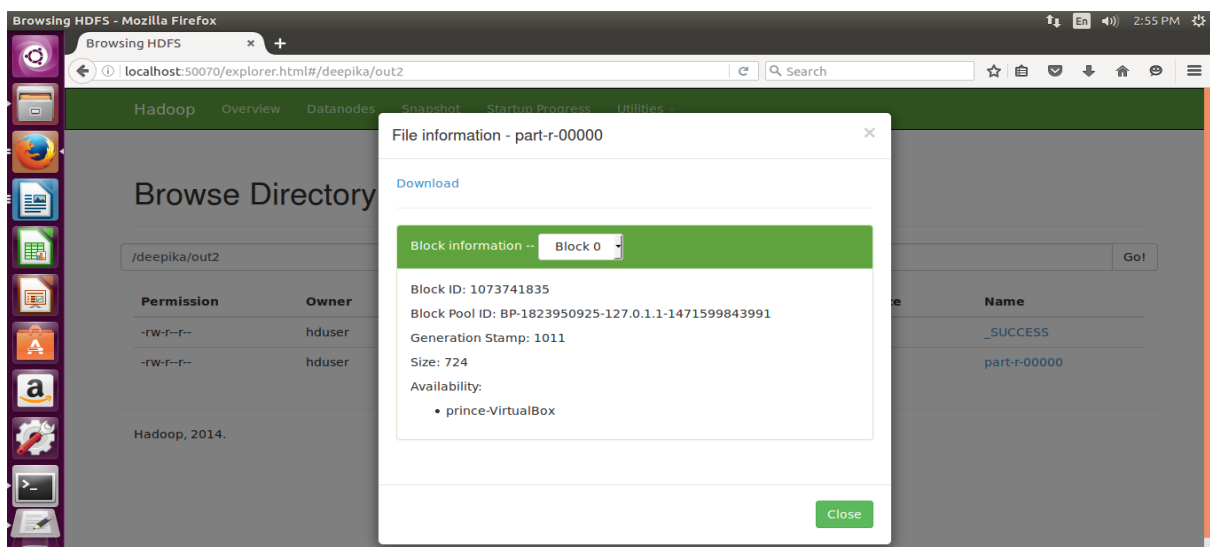 Browsing HDFS - Mozilla Firefox
En
2:55 PM
Browsing HDFS × +
localhost:50070/explorer.html#/deepika/out2
Search
Hadoop Overview Datanodes Snapshot Startup Progress Utilities
File information - part-r-00000 ×
Download
Browse Directory
Block information -- Block 0
/deepika/out2
Go!
Block ID: 1073741835
Permission Owner Name
Block Pool ID: BP-1823950925-127.0.1.1-1471599843991
-rw-r--r-- hduser _SUCCESS
Generation Stamp: 1011
Size: 724
-rw-r--r-- hduser part-r-00000
Availability:
• prince-VirtualBox
Hadoop, 2014.
Close